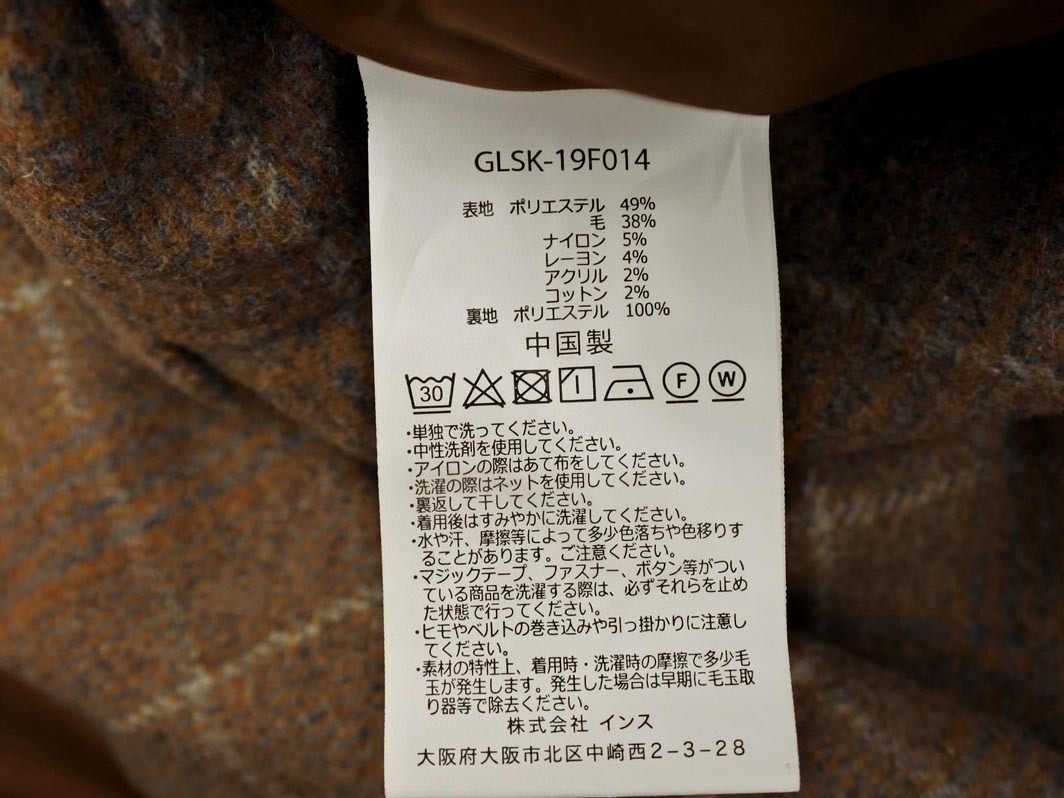 GLSK-19F014
表地 ポリエステル 49%
毛 38%
ナイロン 5%
レーヨン 4%
アクリル 2%
コットン 2%
裏地 ポリエステル 100%
中国製
30 F W
・単独で洗ってください。
・中性洗剤を使用してください。
・アイロンの際はあて布をしてください。
・洗濯の際はネットを使用してください。
・裏返して干してください。
・着用後はすみやかに洗濯してください。
・水や汗、摩擦等によって多少色落ちや色移りす
ることがあります。ご注意ください。
・マジックテープ、ファスナー、ボタン等がつい
ている商品を洗濯する際は、必ずそれらを止め
た状態で行ってください。
・ヒモやベルトの巻き込みや引っ掛かりに注意し
てください。
・素材の特性上、着用時・洗濯時の摩擦で多少毛
玉が発生します。発生した場合は早期に毛玉取
り器等で除去ください。
株式会社 インス
大阪府大阪市北区中崎西2-3-28